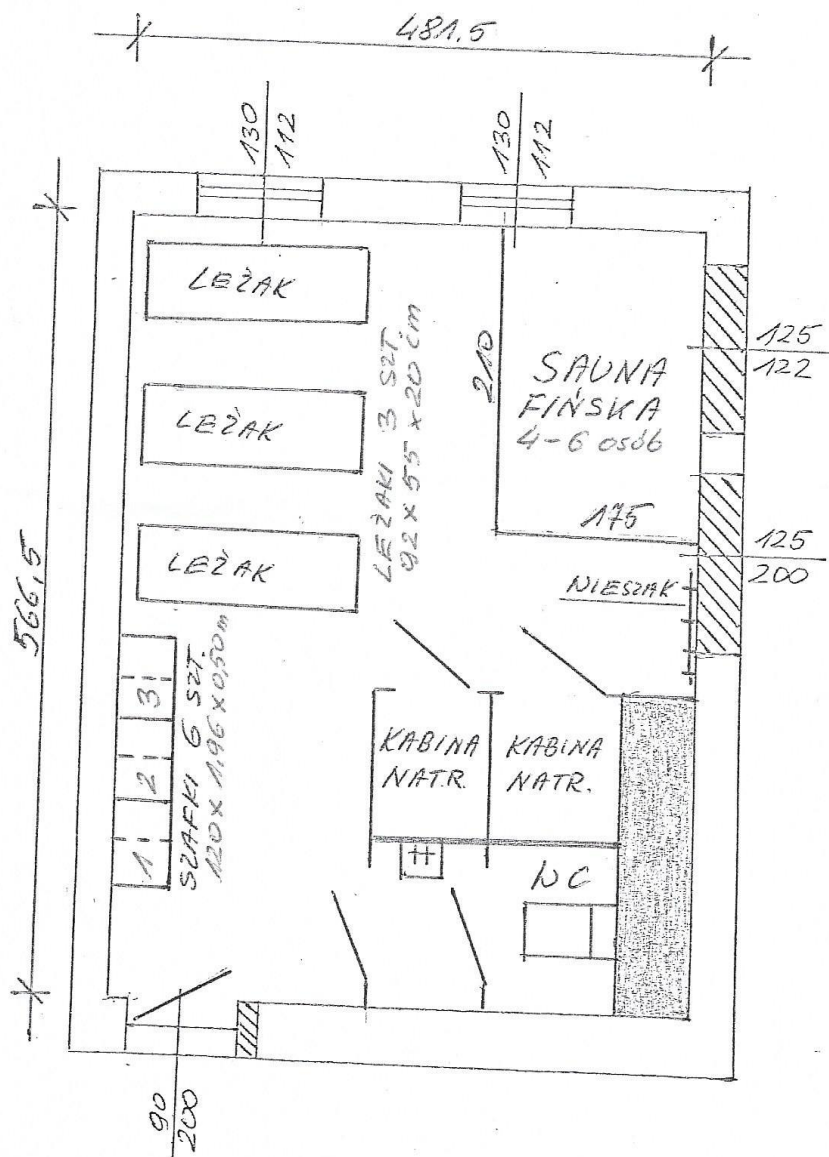 481.5
130
112
130
112
LEŻAK
LEŻAK
LEŻAK
LEŻAKI 3 SZT.
92 x 55 x 20 cm
210
SAUNA
FIŃSKA
4-6 osób
125
122
175
125
200
566,5
WIESZAK
3
2
1
SZAFKI 6 SZT.
120 x 1,96 x 0,50m
KABINA
NATR.
KABINA
NATR.
WC
90
200